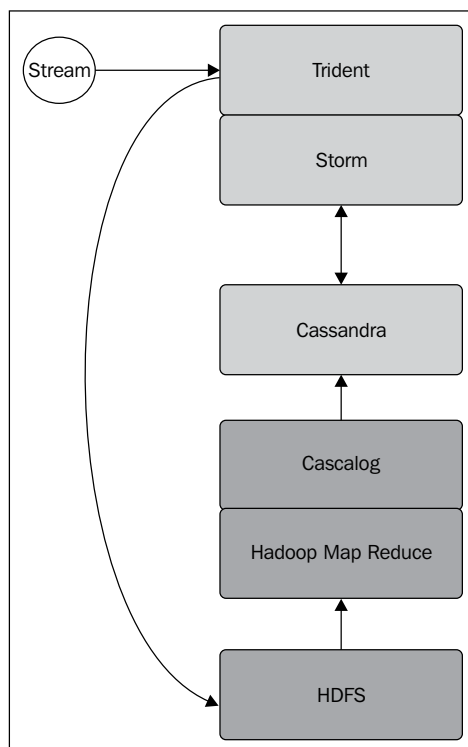 Stream
Trident
Storm
Cassandra
Cascalog
Hadoop Map Reduce
HDFS